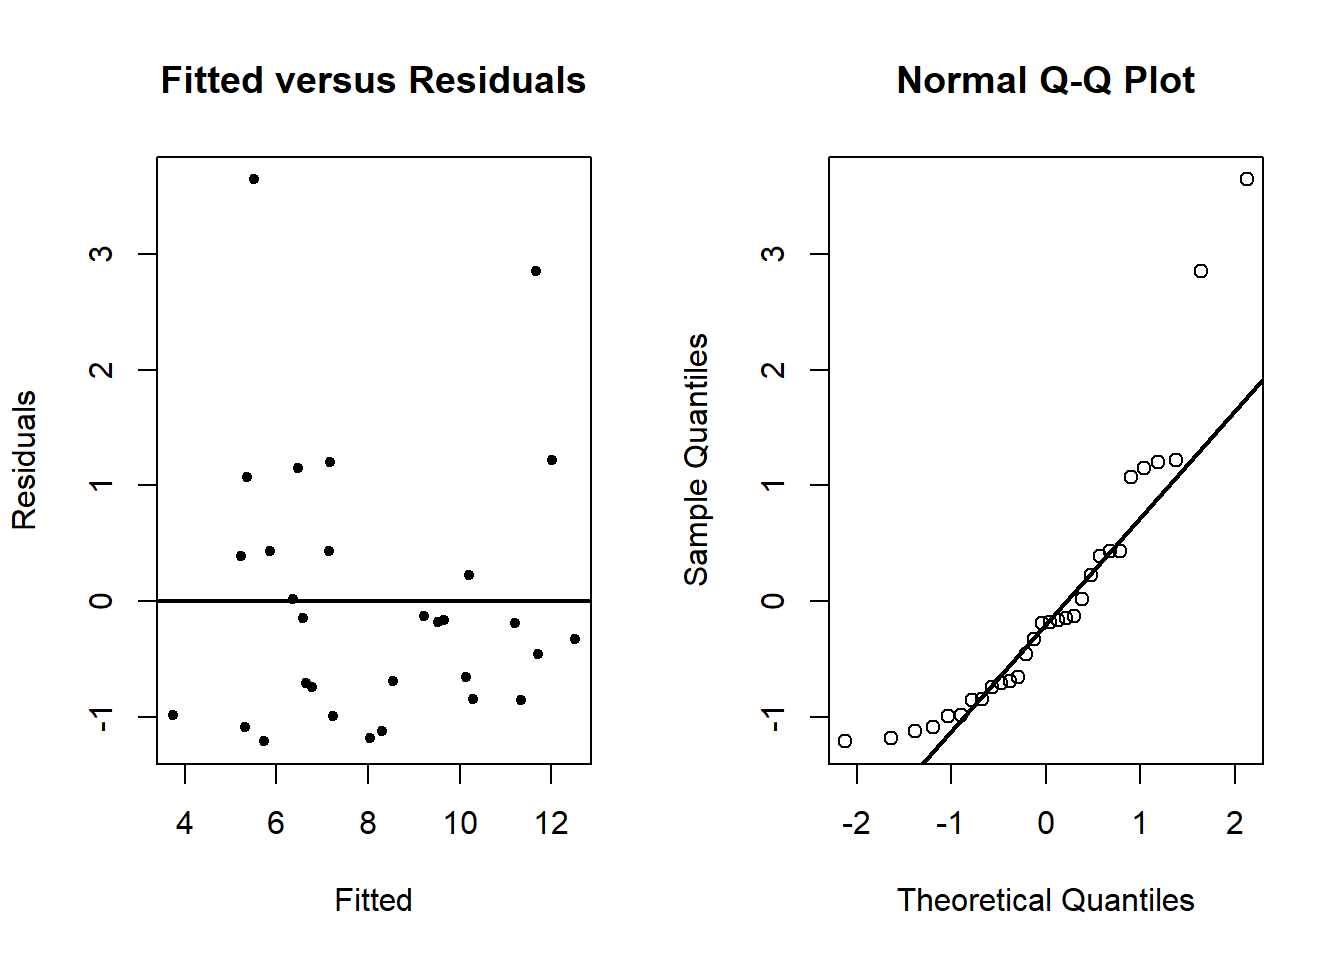 Fitted versus Residuals
Residuals
3
2
1
0
-1
4 6 8 10 12
Fitted
Normal Q-Q Plot
Sample Quantiles
3
2
1
0
-1
-2 -1 0 1 2
Theoretical Quantiles